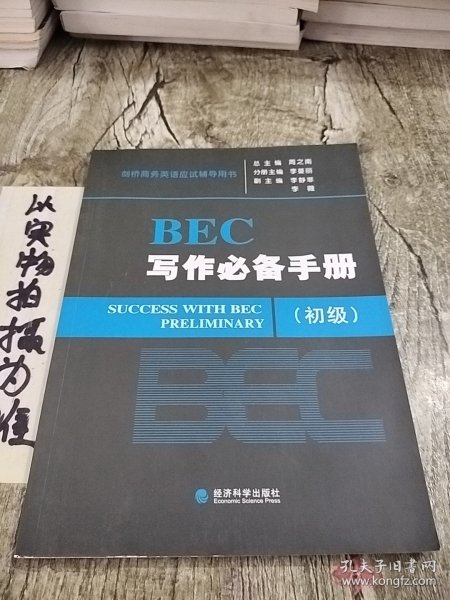 以实物拍摄为准
剑桥商务英语应试辅导用书
总主编 周之南
分册主编 李曼丽
副主编 李静覃
李薇
BEC
写作必备手册
SUCCESS WITH BEC
PRELIMINARY
（初级）
BEC
经济科学出版社
Economic Science Press
孔夫子旧书网
www.kongfz.com